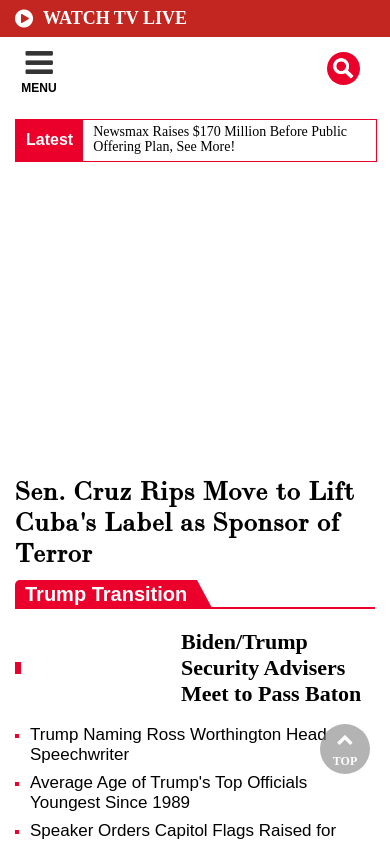 WATCH TV LIVE
MENU
Latest
Newsmax Raises $170 Million Before Public
Offering Plan, See More!
Sen. Cruz Rips Move to Lift
Cuba's Label as Sponsor of
Terror
Trump Transition
Biden/Trump
Security Advisers
Meet to Pass Baton
Trump Naming Ross Worthington Head
Speechwriter
TOP
Average Age of Trump's Top Officials
Youngest Since 1989
Speaker Orders Capitol Flags Raised for